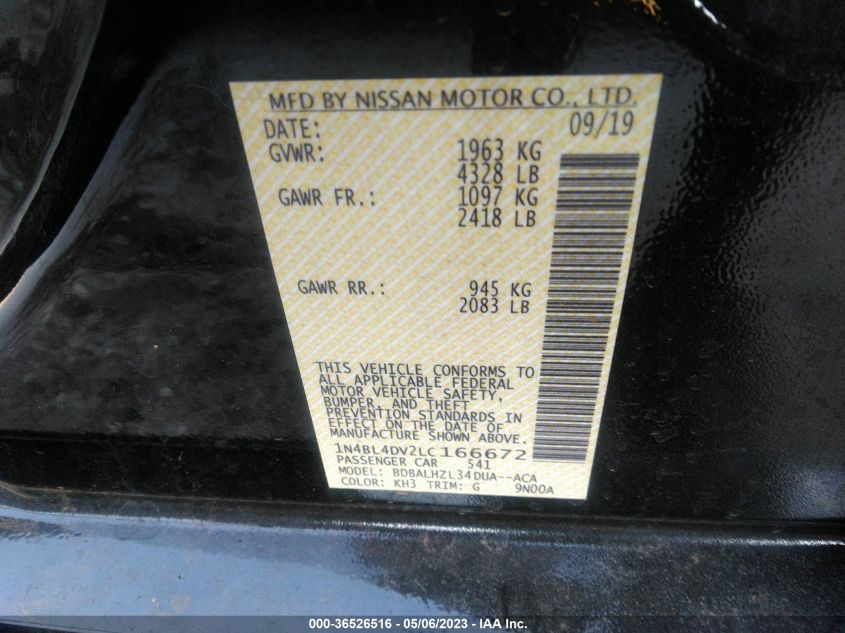 MFD BY NISSAN MOTOR CO., LTD.
DATE: 09/19
GVWR: 1963 KG
4328 LB
GAWR FR.: 1097 KG
2418 LB
GAWR RR.: 945 KG
2083 LB
THIS VEHICLE CONFORMS TO
ALL APPLICABLE FEDERAL
MOTOR VEHICLE SAFETY,
BUMPER, AND THEFT
PREVENTION STANDARDS IN
EFFECT ON THE DATE OF
MANUFACTURE SHOWN ABOVE.
1N4BL4DV2LC166672
PASSENGER CAR 541
MODEL: BDBALHZL34DUA--ACA
COLOR: KH3 TRIM: G 9N00A
000-36526516 - 05/06/2023 - IAA Inc.